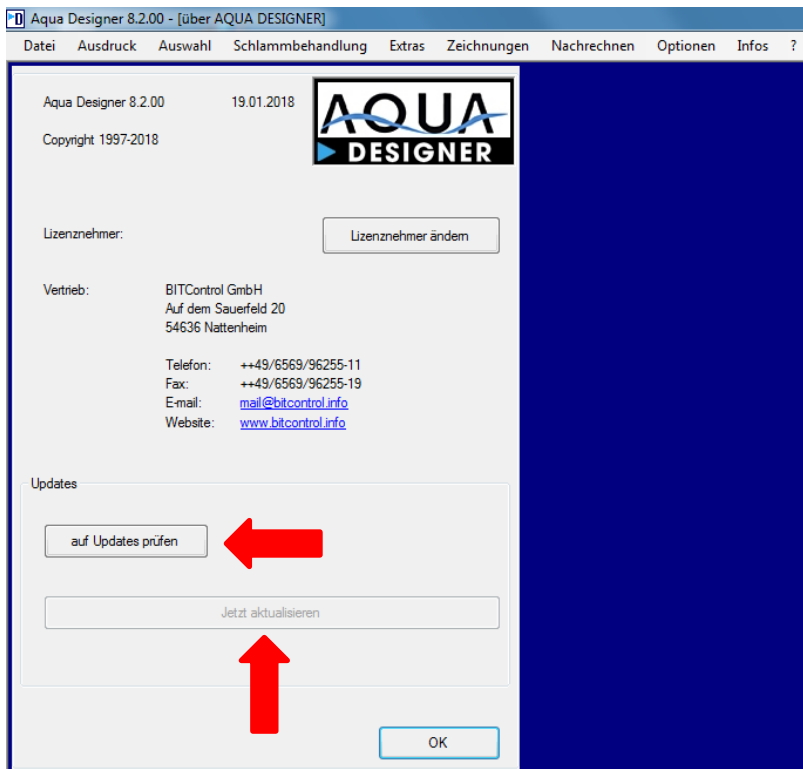 Aqua Designer 8.2.00 - [über AQUA DESIGNER]
Datei Ausdruck Auswahl Schlammbehandlung Extras Zeichnungen Nachrechnen Optionen Infos ?
Aqua Designer 8.2.00 19.01.2018
AQUA
DESIGNER
Copyright 1997-2018
Lizenznehmer: Lizenznehmer ändern
Vertrieb: BITControl GmbH
Auf dem Sauerfeld 20
54636 Nattenheim
Telefon: ++49/6569/96255-11
Fax: ++49/6569/96255-19
E-mail: mail@bitcontrol.info
Website: www.bitcontrol.info
Updates
auf Updates prüfen
Jetzt aktualisieren
OK